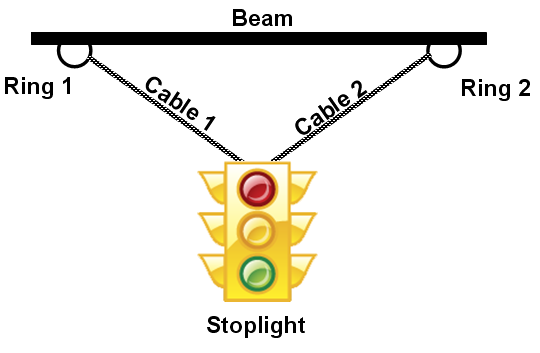 Beam
Ring 1
Cable 1
Cable 2
Ring 2
Stoplight